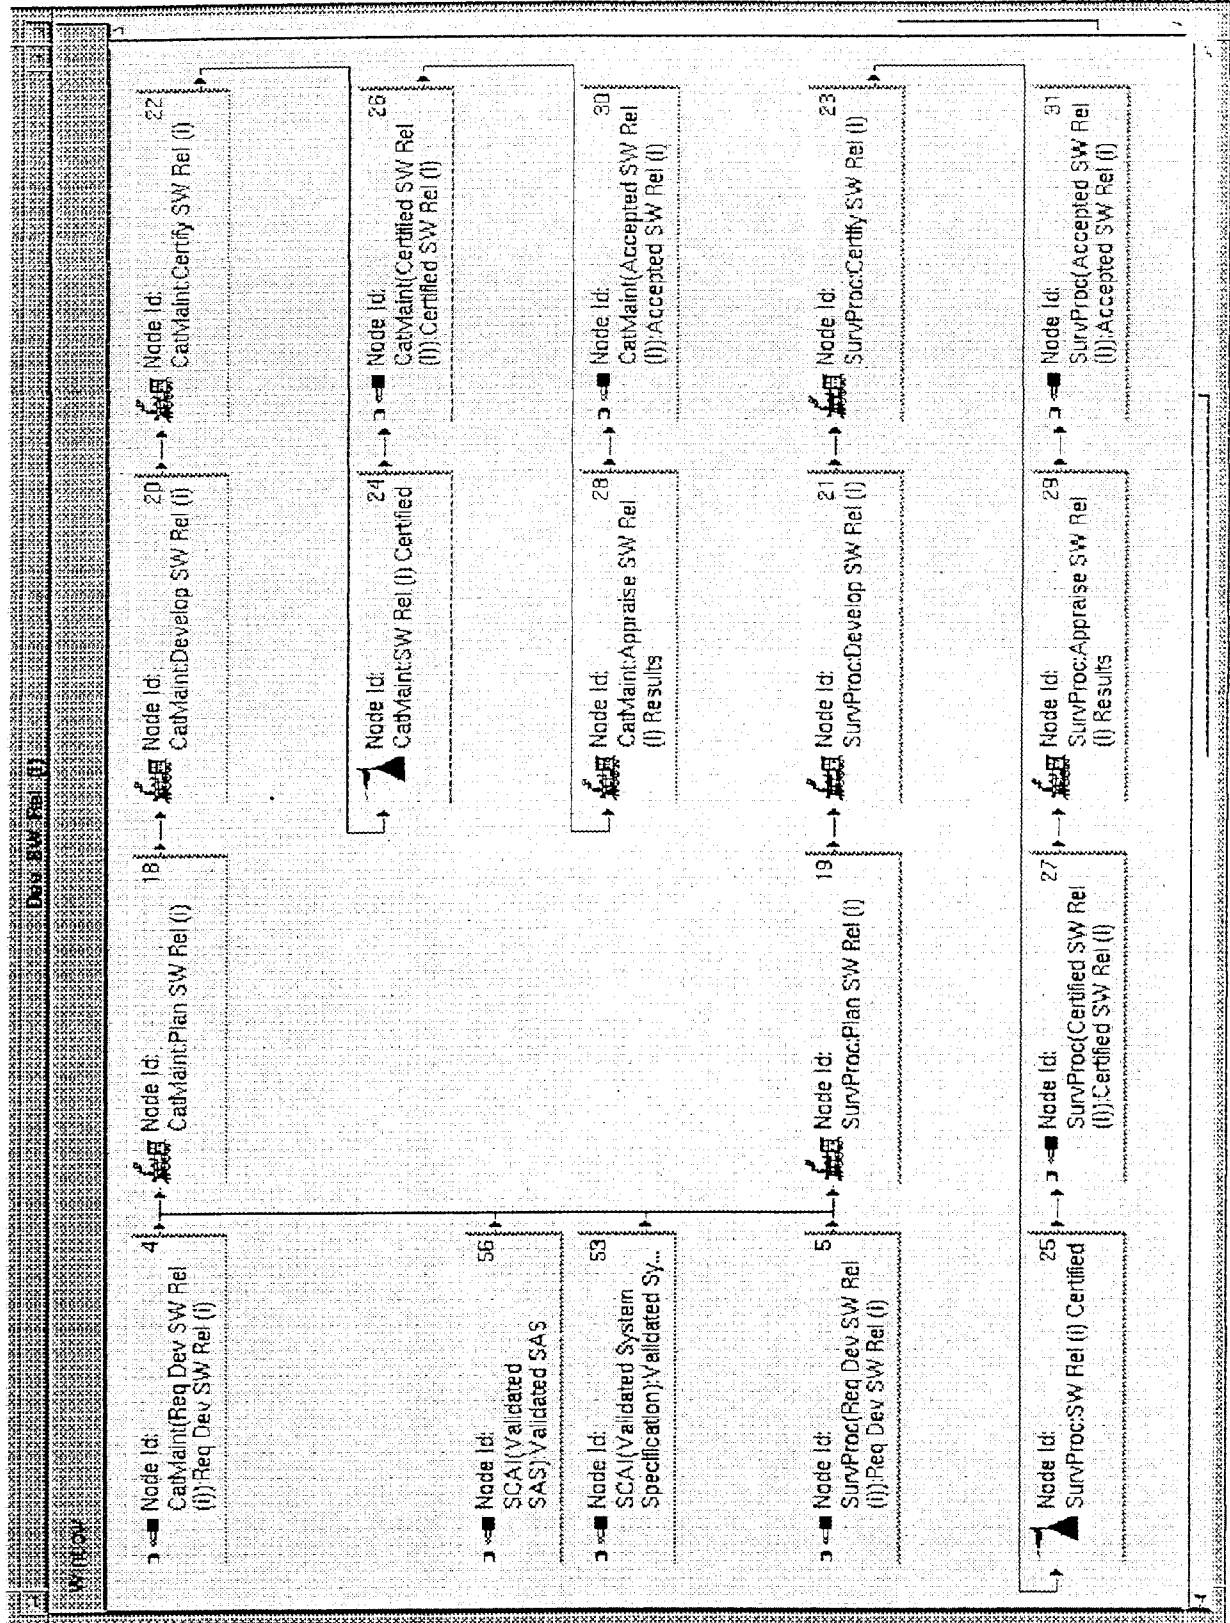 Dev SW Rel (i)
Window
Node Id: 4
CatMaint(Req Dev SW Rel
(i)):Req Dev SW Rel (i)
Node Id: 18
CatMaint:Plan SW Rel (i)
Node Id: 20
CatMaint:Develop SW Rel (i)
Node Id: 22
CatMaint:Certify SW Rel (i)
Node Id: 24
CatMaint:SW Rel (i) Certified
Node Id: 26
CatMaint(Certified SW Rel
(i)):Certified SW Rel (i)
Node Id: 56
SCAI(Validated
SAS):Validated SAS
Node Id: 53
SCAI(Validated System
Specification):Validated Sy...
Node Id: 28
CatMaint:Appraise SW Rel
(i) Results
Node Id: 30
CatMaint(Accepted SW Rel
(i)):Accepted SW Rel (i)
Node Id: 5
SurvProc(Req Dev SW Rel
(i)):Req Dev SW Rel (i)
Node Id: 19
SurvProc:Plan SW Rel (i)
Node Id: 21
SurvProc:Develop SW Rel (i)
Node Id: 23
SurvProc:Certify SW Rel (i)
Node Id: 25
SurvProc:SW Rel (i) Certified
Node Id: 27
SurvProc(Certified SW Rel
(i)):Certified SW Rel (i)
Node Id: 29
SurvProc:Appraise SW Rel
(i) Results
Node Id: 31
SurvProc(Accepted SW Rel
(i)):Accepted SW Rel (i)